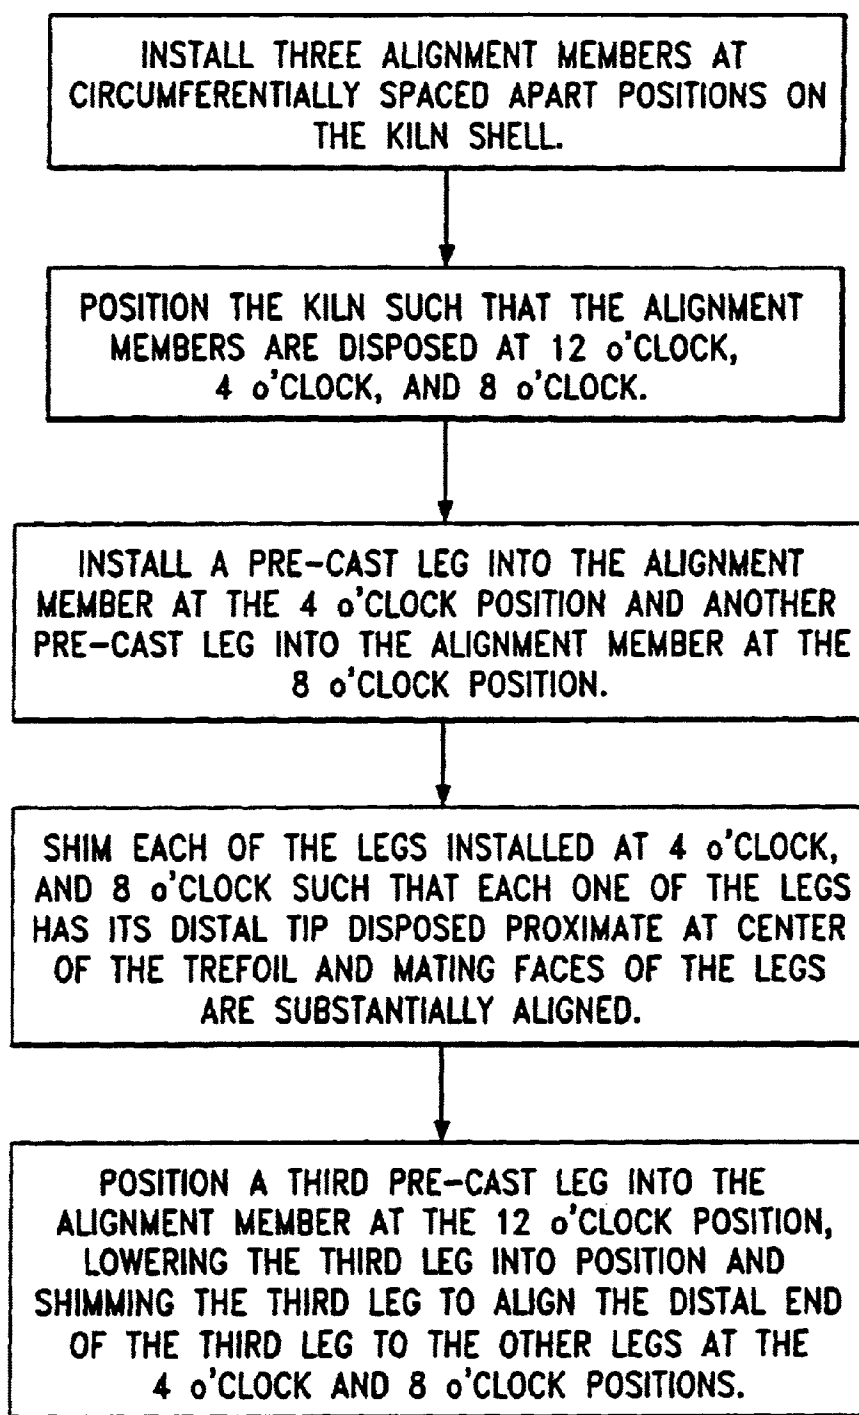 INSTALL THREE ALIGNMENT MEMBERS AT
CIRCUMFERENTIALLY SPACED APART POSITIONS ON
THE KILN SHELL.
POSITION THE KILN SUCH THAT THE ALIGNMENT
MEMBERS ARE DISPOSED AT 12 o'CLOCK,
4 o'CLOCK, AND 8 o'CLOCK.
INSTALL A PRE-CAST LEG INTO THE ALIGNMENT
MEMBER AT THE 4 o'CLOCK POSITION AND ANOTHER
PRE-CAST LEG INTO THE ALIGNMENT MEMBER AT THE
8 o'CLOCK POSITION.
SHIM EACH OF THE LEGS INSTALLED AT 4 o'CLOCK,
AND 8 o'CLOCK SUCH THAT EACH ONE OF THE LEGS
HAS ITS DISTAL TIP DISPOSED PROXIMATE AT CENTER
OF THE TREFOIL AND MATING FACES OF THE LEGS
ARE SUBSTANTIALLY ALIGNED.
POSITION A THIRD PRE-CAST LEG INTO THE
ALIGNMENT MEMBER AT THE 12 o'CLOCK POSITION,
LOWERING THE THIRD LEG INTO POSITION AND
SHIMMING THE THIRD LEG TO ALIGN THE DISTAL END
OF THE THIRD LEG TO THE OTHER LEGS AT THE
4 o'CLOCK AND 8 o'CLOCK POSITIONS.